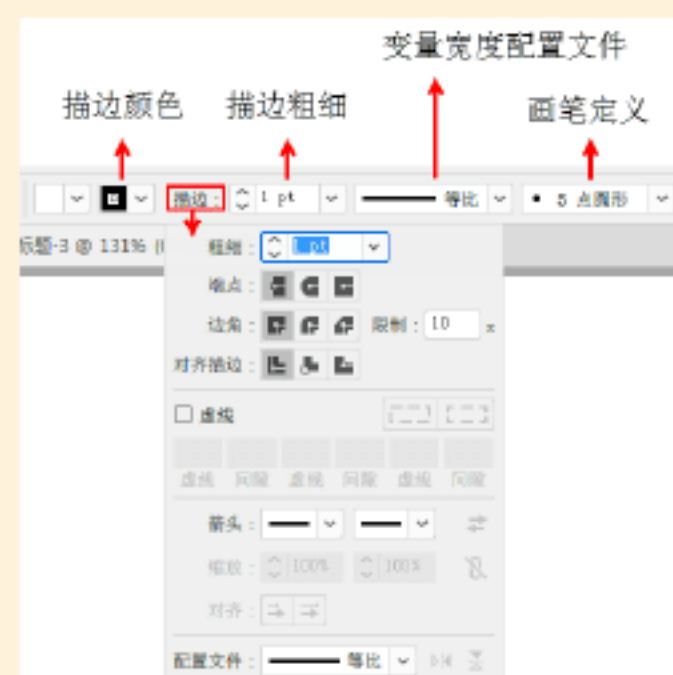 变量宽度配置文件
描边颜色 描边粗细 画笔定义
描边： 1 pt 等比 5 点圆形
标题-3 @ 131%
粗细： 1 pt
端点：
边角： 限制： 10 x
对齐描边：
虚线
虚线 间隙 虚线 间隙 虚线 间隙
箭头：
缩放： 100% 100%
对齐：
配置文件： 等比